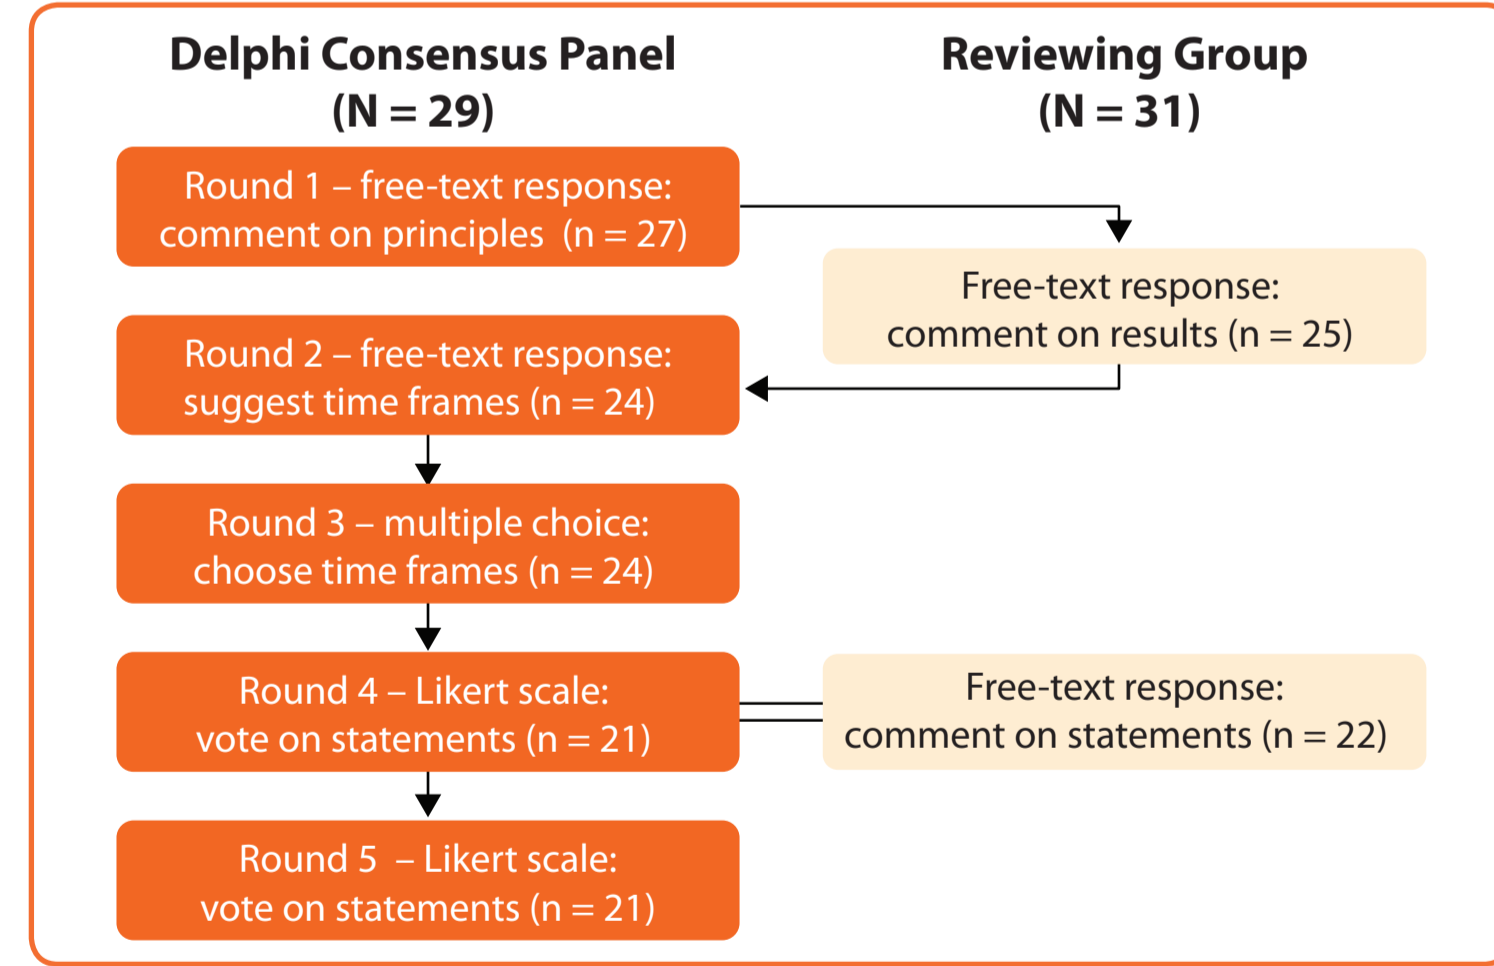 Delphi Consensus Panel
(N = 29)
Reviewing Group
(N = 31)
Round 1 – free-text response:
comment on principles (n = 27)
Free-text response:
comment on results (n = 25)
Round 2 – free-text response:
suggest time frames (n = 24)
Round 3 – multiple choice:
choose time frames (n = 24)
Round 4 – Likert scale:
vote on statements (n = 21)
Free-text response:
comment on statements (n = 22)
Round 5 – Likert scale:
vote on statements (n = 21)